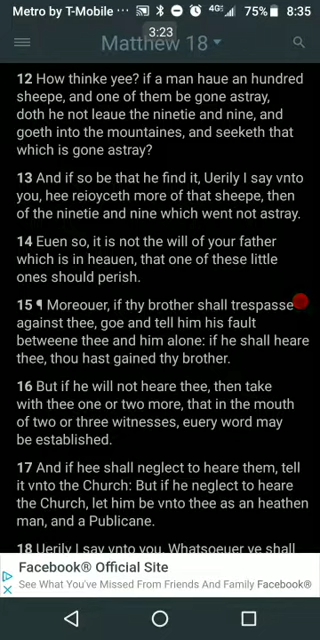 Metro by T-Mobile ··· 4G 75% 8:35
3:23
Matthew 18
12 How thinke yee? if a man haue an hundred
sheepe, and one of them be gone astray,
doth he not leaue the ninetie and nine, and
goeth into the mountaines, and seeketh that
which is gone astray?
13 And if so be that he find it, Uerily I say vnto
you, hee reioyceth more of that sheepe, then
of the ninetie and nine which went not astray.
14 Euen so, it is not the will of your father
which is in heauen, that one of these little
ones should perish.
15 ¶ Moreouer, if thy brother shall trespasse
against thee, goe and tell him his fault
betweene thee and him alone: if he shall heare
thee, thou hast gained thy brother.
16 But if he will not heare thee, then take
with thee one or two more, that in the mouth
of two or three witnesses, euery word may
be established.
17 And if hee shall neglect to heare them, tell
it vnto the Church: But if he neglect to heare
the Church, let him be vnto thee as an heathen
man, and a Publicane.
18 Uerily I say vnto you, Whatsoeuer ye shall
Facebook® Official Site
See What You've Missed From Friends And Family Facebook®